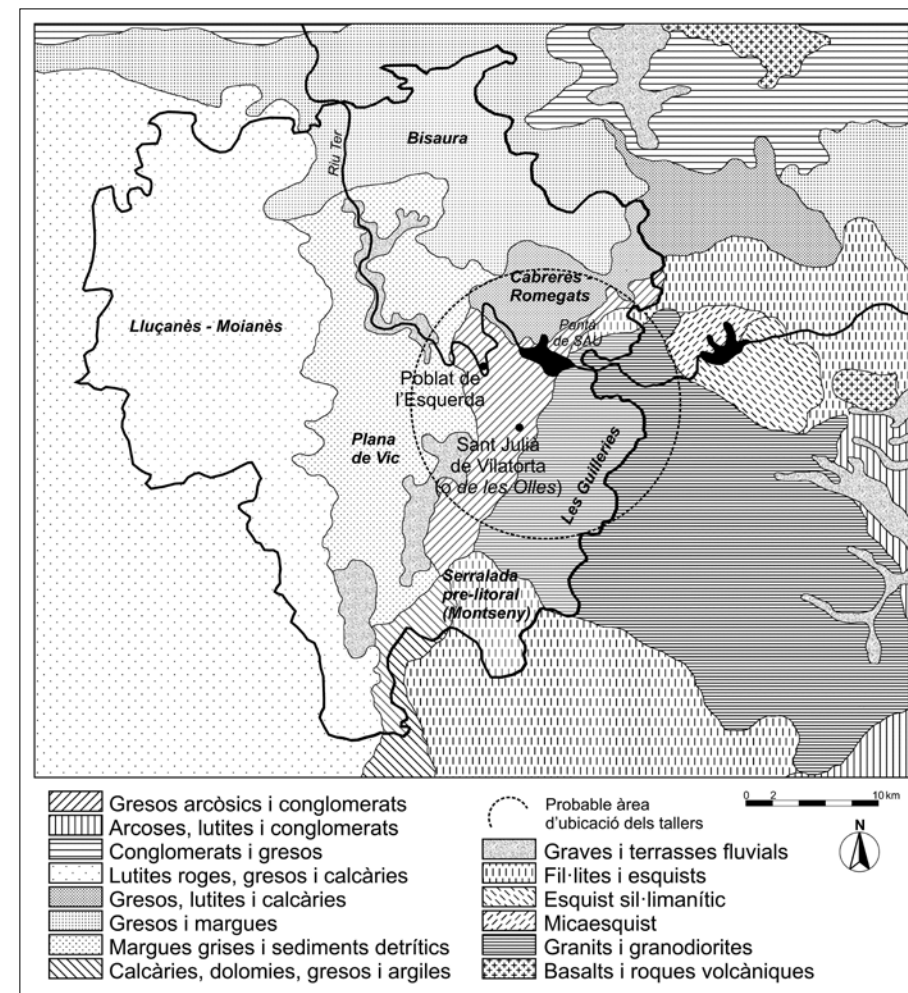 Bisaura
Riu Ter
Cabrerès -
Romegats
Lluçanès - Moianès
Pantà
de SAU
Poblat de
l'Esquerda
Plana
de Vic
Sant Julià
de Vilatorta
(o de les Olles)
Les Guilleries
Serralada
pre-litoral
(Montseny)
Gresos arcòsics i conglomerats
Arcoses, lutites i conglomerats
Conglomerats i gresos
Lutites roges, gresos i calcàries
Gresos, lutites i calcàries
Gresos i margues
Margues grises i sediments detrítics
Calcàries, dolomies, gresos i argiles
Probable àrea
d'ubicació dels tallers
0 2 10 km
N
Graves i terrasses fluvials
Fil·lites i esquists
Esquist sil·limanític
Micaesquist
Granits i granodiorites
Basalts i roques volcàniques